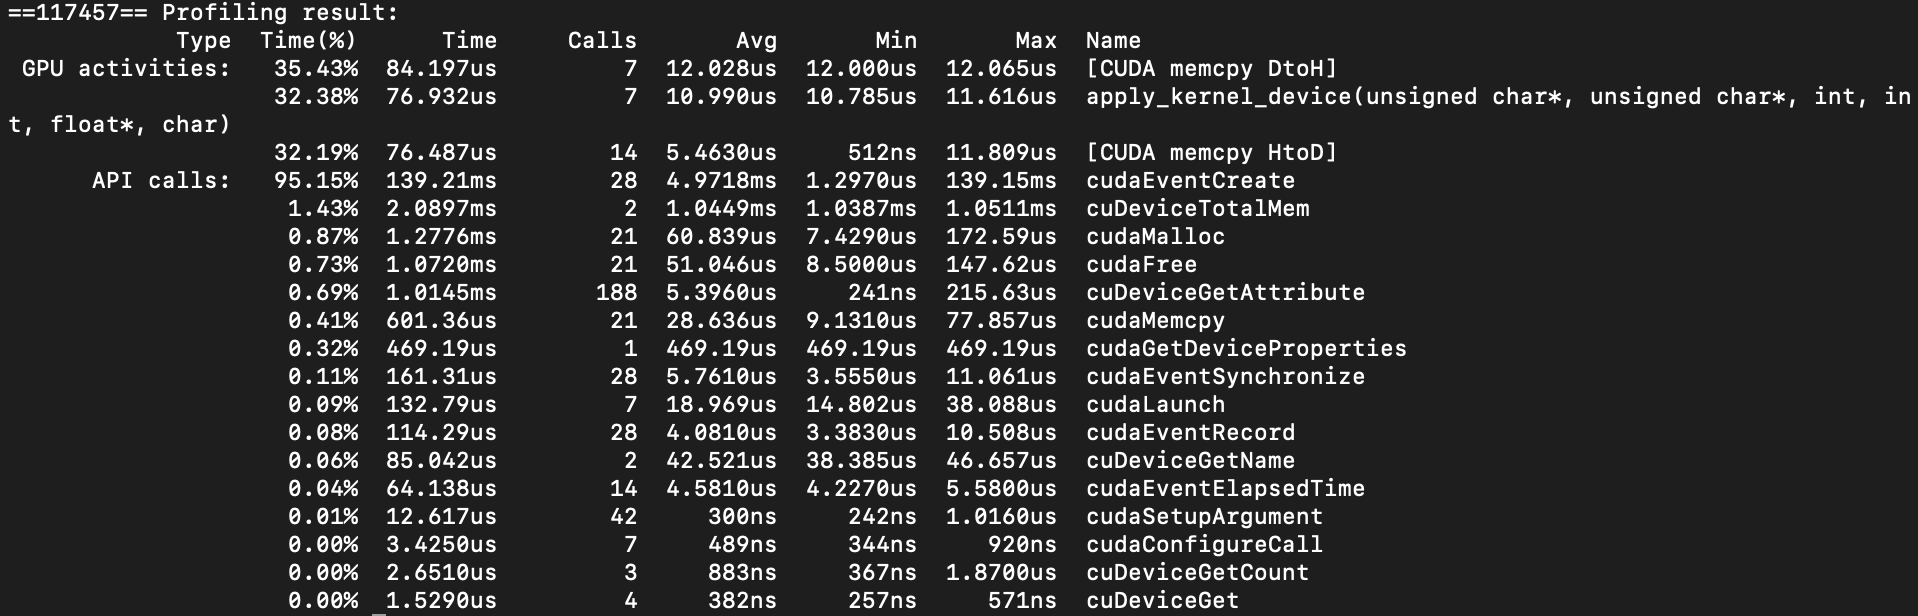 ==117457== Profiling result:
            Type  Time(%)      Time     Calls       Avg       Min       Max  Name
 GPU activities:   35.43%  84.197us         7  12.028us  12.000us  12.065us  [CUDA memcpy DtoH]
                   32.38%  76.932us         7  10.990us  10.785us  11.616us  apply_kernel_device(unsigned char*, unsigned char*, int, in
t, float*, char)
                   32.19%  76.487us        14  5.4630us     512ns  11.809us  [CUDA memcpy HtoD]
      API calls:   95.15%  139.21ms        28  4.9718ms  1.2970us  139.15ms  cudaEventCreate
                    1.43%  2.0897ms         2  1.0449ms  1.0387ms  1.0511ms  cuDeviceTotalMem
                    0.87%  1.2776ms        21  60.839us  7.4290us  172.59us  cudaMalloc
                    0.73%  1.0720ms        21  51.046us  8.5000us  147.62us  cudaFree
                    0.69%  1.0145ms       188  5.3960us     241ns  215.63us  cuDeviceGetAttribute
                    0.41%  601.36us        21  28.636us  9.1310us  77.857us  cudaMemcpy
                    0.32%  469.19us         1  469.19us  469.19us  469.19us  cudaGetDeviceProperties
                    0.11%  161.31us        28  5.7610us  3.5550us  11.061us  cudaEventSynchronize
                    0.09%  132.79us         7  18.969us  14.802us  38.088us  cudaLaunch
                    0.08%  114.29us        28  4.0810us  3.3830us  10.508us  cudaEventRecord
                    0.06%  85.042us         2  42.521us  38.385us  46.657us  cuDeviceGetName
                    0.04%  64.138us        14  4.5810us  4.2270us  5.5800us  cudaEventElapsedTime
                    0.01%  12.617us        42     300ns     242ns  1.0160us  cudaSetupArgument
                    0.00%  3.4250us         7     489ns     344ns     920ns  cudaConfigureCall
                    0.00%  2.6510us         3     883ns     367ns  1.8700us  cuDeviceGetCount
                    0.00%  1.5290us         4     382ns     257ns     571ns  cuDeviceGet